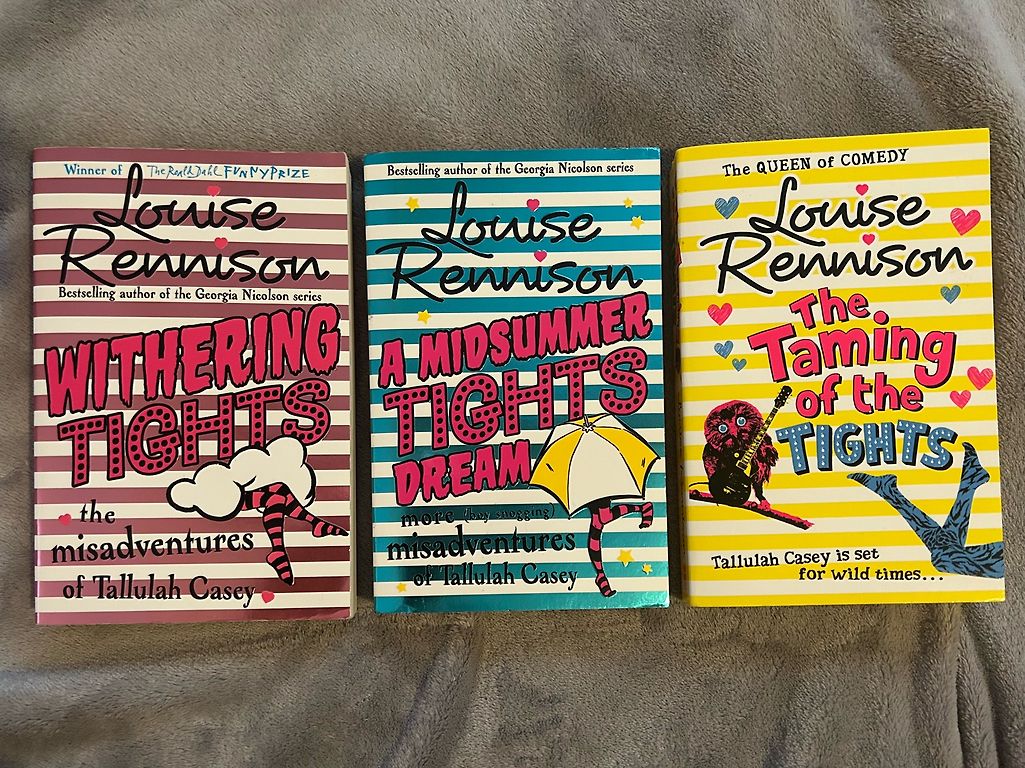 Winner of The Roald Dahl FUNNY PRIZE
Louise
Rennison
Bestselling author of the Georgia Nicolson series
WITHERING
TIGHTS
the
misadventures
of Tallulah Casey
Bestselling author of the Georgia Nicolson series
Louise
Rennison
A MIDSUMMER
TIGHTS
DREAM
more (boy snogging)
misadventures
of Tallulah Casey
The QUEEN of COMEDY
Louise
Rennison
The
Taming
of the
TIGHTS
Tallulah Casey is set
for wild times...